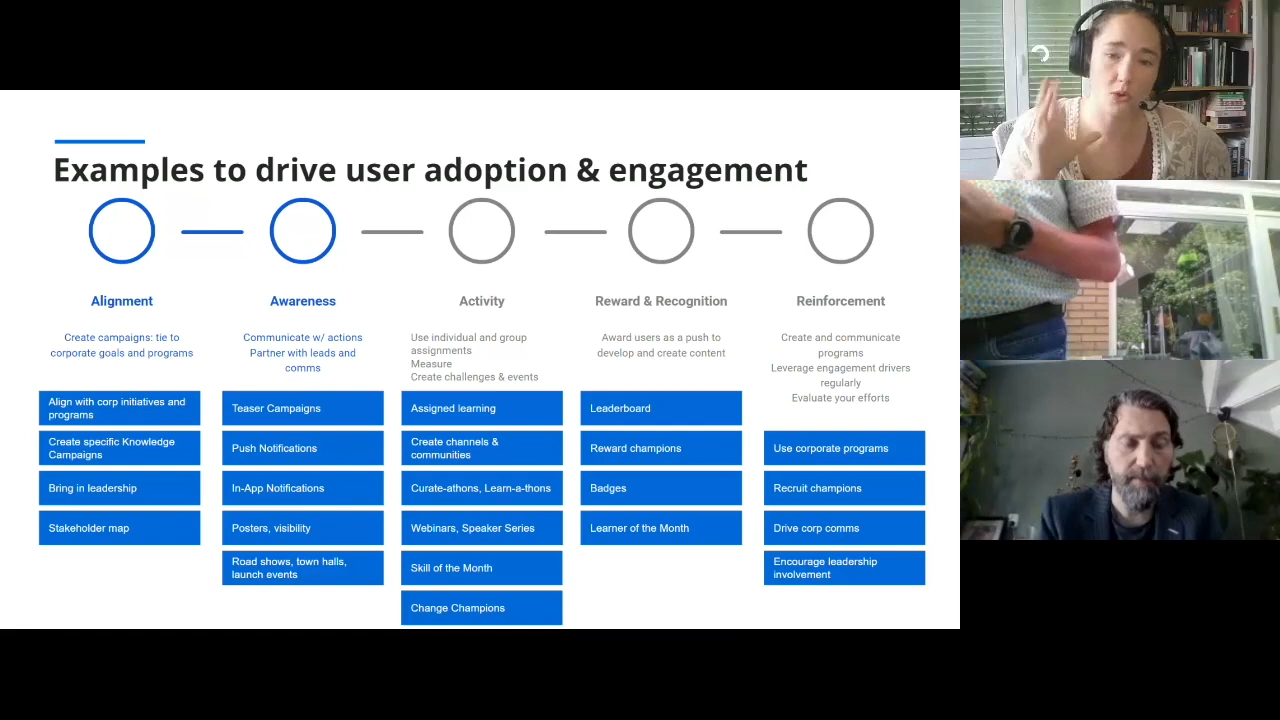 Examples to drive user adoption & engagement
Alignment
Create campaigns: tie to
corporate goals and programs
Align with corp initiatives and
programs
Create specific Knowledge
Campaigns
Bring in leadership
Stakeholder map
Awareness
Communicate w/ actions
Partner with leads and
comms
Teaser Campaigns
Push Notifications
In-App Notifications
Posters, visibility
Road shows, town halls,
launch events
Activity
Use individual and group
assignments
Measure
Create challenges & events
Assigned learning
Create channels &
communities
Curate-athons, Learn-a-thons
Webinars, Speaker Series
Skill of the Month
Change Champions
Reward & Recognition
Award users as a push to
develop and create content
Leaderboard
Reward champions
Badges
Learner of the Month
Reinforcement
Create and communicate
programs
Leverage engagement drivers
regularly
Evaluate your efforts
Use corporate programs
Recruit champions
Drive corp comms
Encourage leadership
involvement